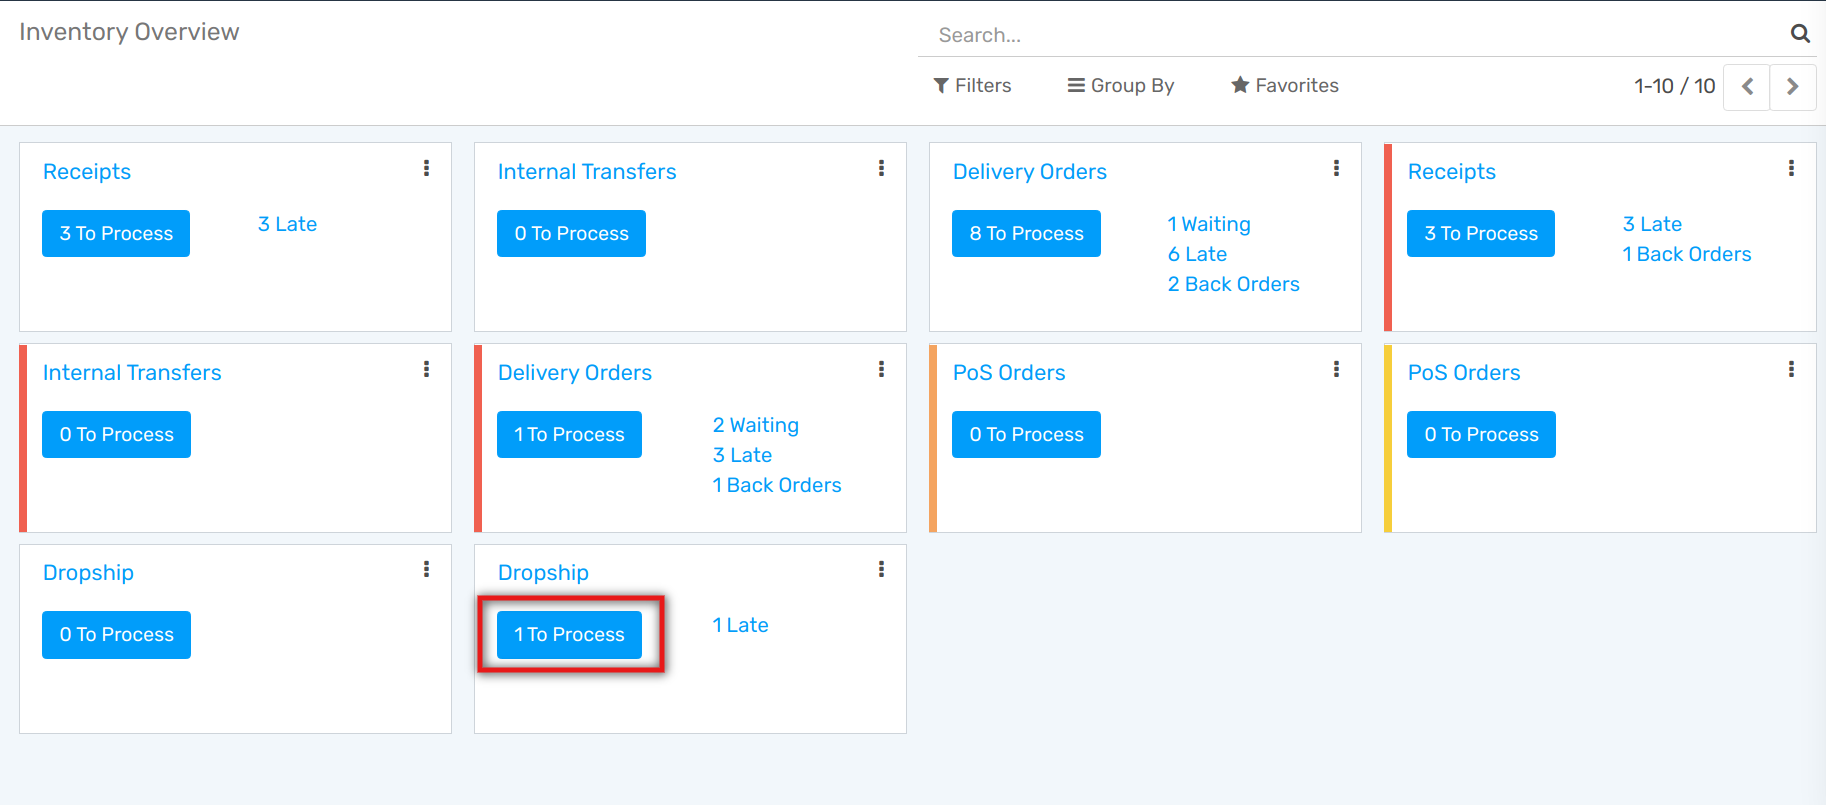 Inventory Overview
Search...
Filters
Group By
Favorites
1-10 / 10
Receipts
3 To Process
3 Late
Internal Transfers
0 To Process
Delivery Orders
8 To Process
1 Waiting
6 Late
2 Back Orders
Receipts
3 To Process
3 Late
1 Back Orders
Internal Transfers
0 To Process
Delivery Orders
1 To Process
2 Waiting
3 Late
1 Back Orders
PoS Orders
0 To Process
PoS Orders
0 To Process
Dropship
0 To Process
Dropship
1 To Process
1 Late